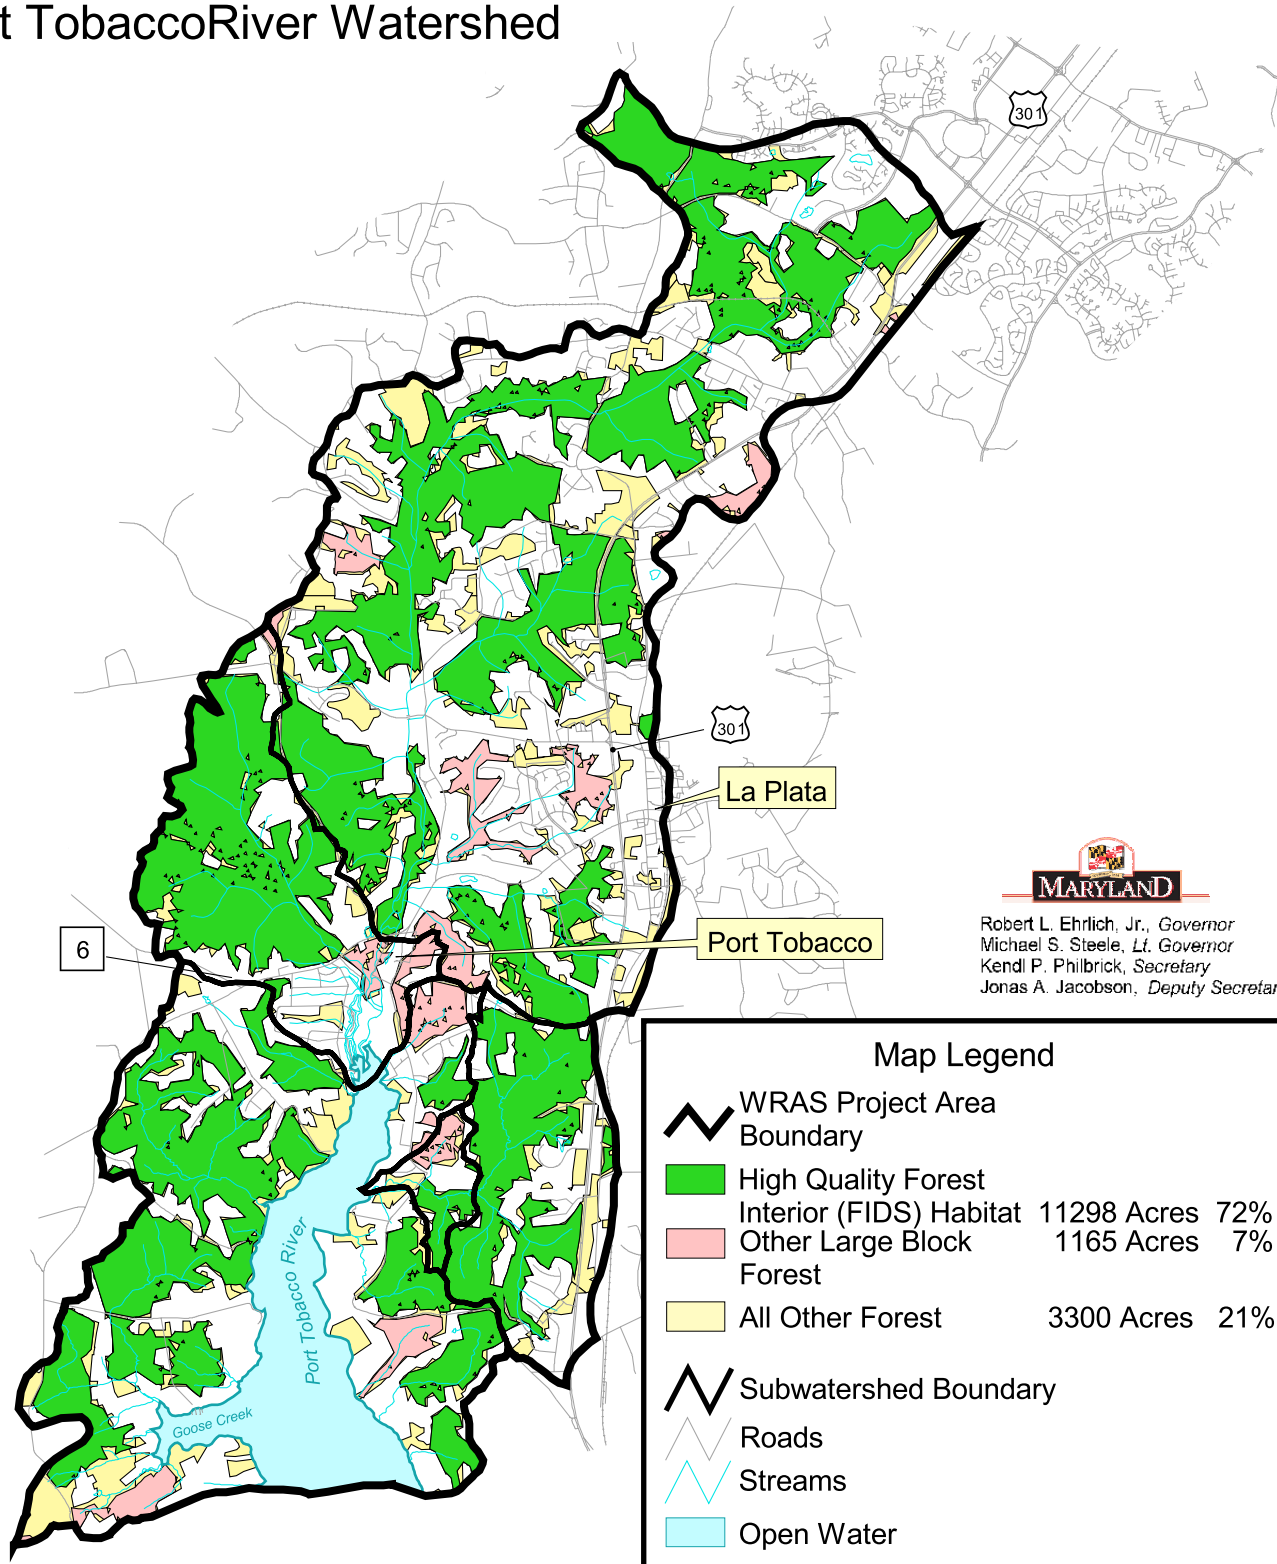 t TobaccoRiver Watershed
301
301
La Plata
MARYLAND
Robert L. Ehrlich, Jr., Governor
Michael S. Steele, Lt. Governor
Kendl P. Philbrick, Secretary
Jonas A. Jacobson, Deputy Secretar
6
Port Tobacco
Map Legend
WRAS Project Area
Boundary
High Quality Forest
Interior (FIDS) Habitat 11298 Acres 72%
Other Large Block 1165 Acres 7%
Forest
All Other Forest 3300 Acres 21%
Subwatershed Boundary
Roads
Streams
Open Water
Port Tobacco River
Goose Creek